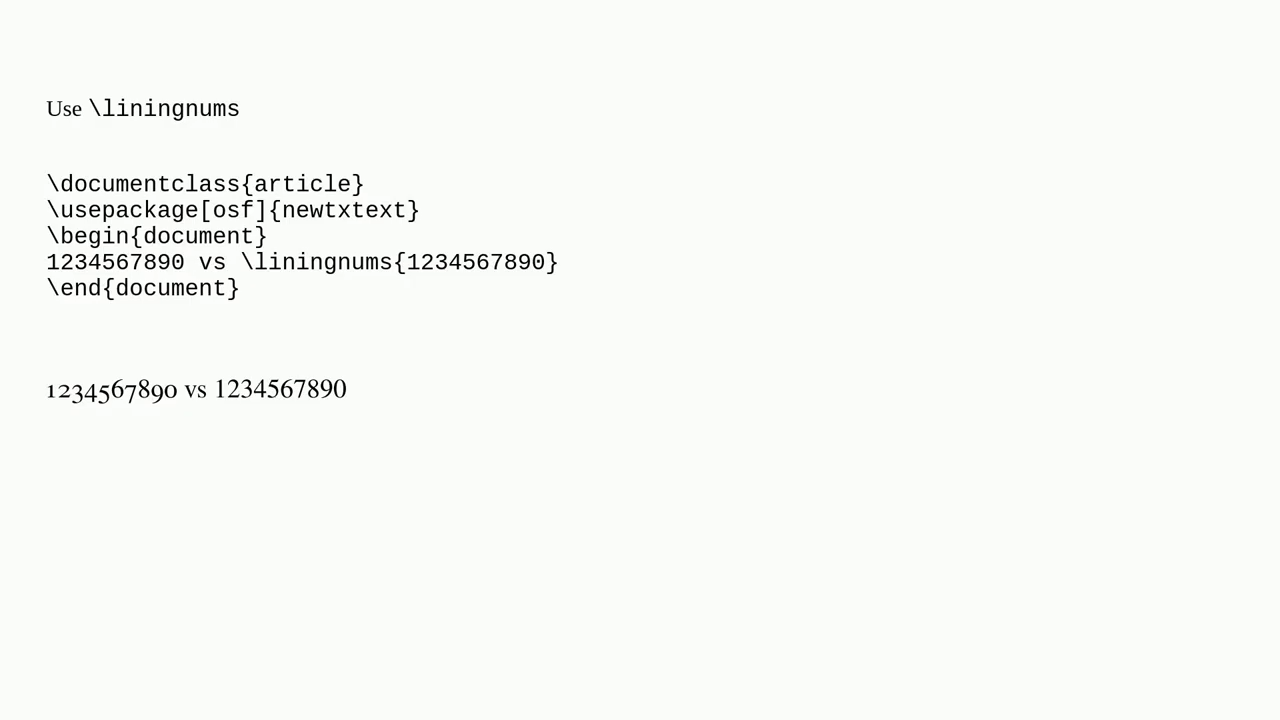 Use \liningnums
\documentclass{article}
\usepackage[osf]{newtxtext}
\begin{document}
1234567890 vs \liningnums{1234567890}
\end{document}
1234567890 vs 1234567890